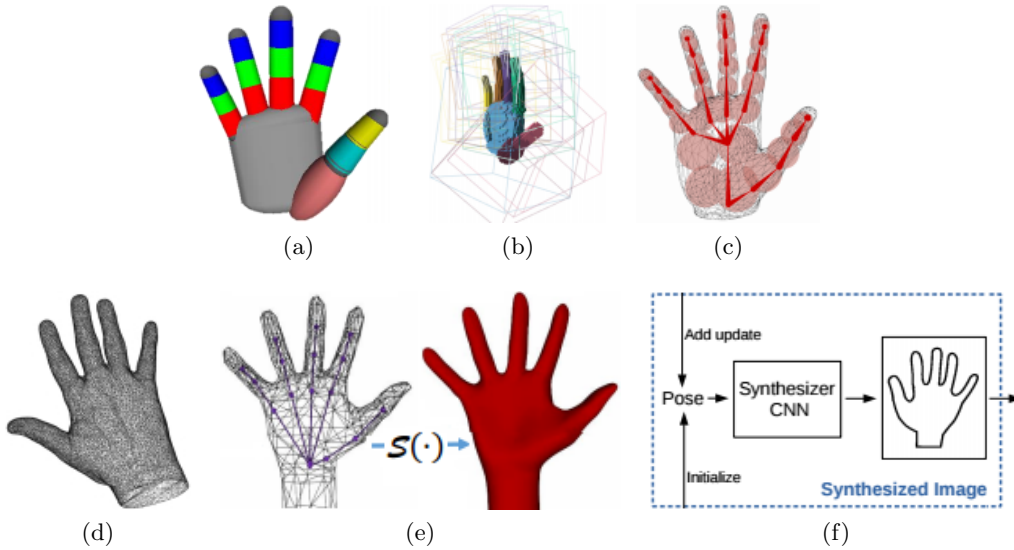 (a)
(b)
(c)
S(·)
Add update
Pose
Synthesizer
CNN
Initialize
Synthesized Image
(d)
(e)
(f)